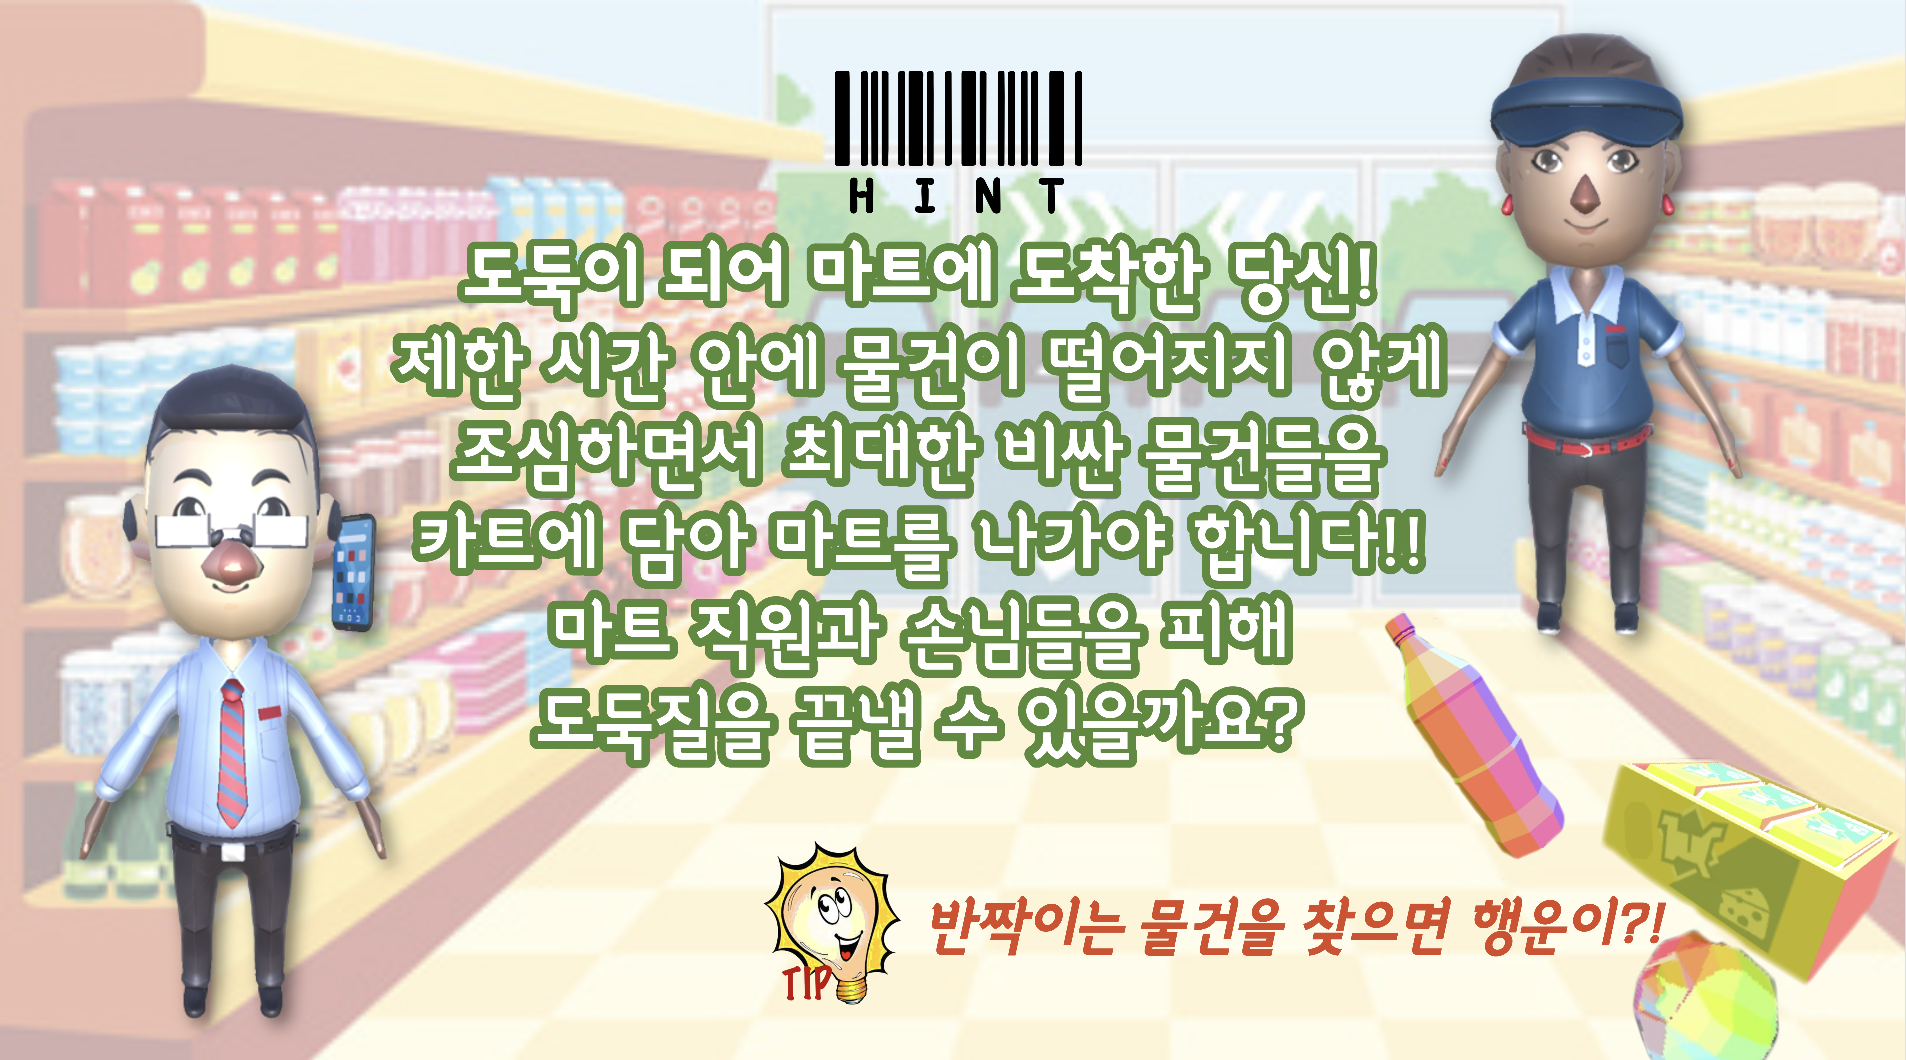 HINT
도둑이 되어 마트에 도착한 당신!
제한 시간 안에 물건이 떨어지지 않게
조심하면서 최대한 비싼 물건들을
카트에 담아 마트를 나가야 합니다!!
마트 직원과 손님들을 피해
도둑질을 끝낼 수 있을까요?
TIP
반짝이는 물건을 찾으면 행운이?!